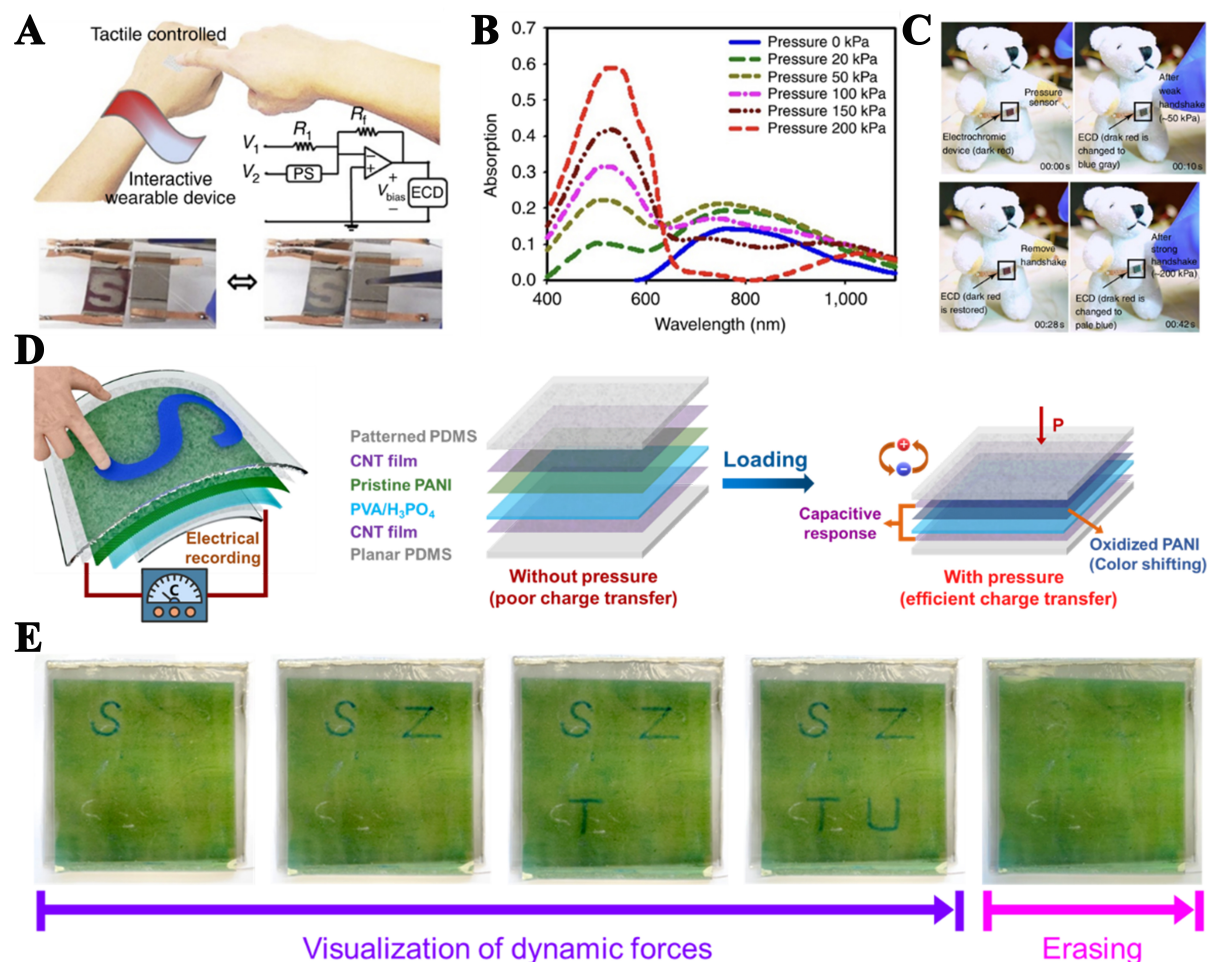 A
Tactile controlled
Interactive
wearable device
V1
V2
R1
Rf
PS
−
+
+
Vbias
−
ECD
S
S
B
Absorption
0.7
0.6
0.5
0.4
0.3
0.2
0.1
0.0
400
600
800
1,000
Wavelength (nm)
Pressure 0 kPa
Pressure 20 kPa
Pressure 50 kPa
Pressure 100 kPa
Pressure 150 kPa
Pressure 200 kPa
C
Pressure
sensor
Electrochromic
device (dark red)
00:00 s
After
weak
handshake
(~50 kPa)
ECD (drak red is
changed to
blue gray)
00:10 s
Remove
handshake
ECD (dark red
is restored)
00:28 s
After
strong
handshake
(~200 kPa)
ECD (drak red is
changed to
pale blue)
00:42 s
D
S
Electrical
recording
C
Patterned PDMS
CNT film
Pristine PANI
PVA/H3PO4
CNT film
Planar PDMS
Without pressure
(poor charge transfer)
Loading
+
−
P
Capacitive
response
Oxidized PANI
(Color shifting)
With pressure
(efficient charge transfer)
E
S
S Z
S Z
T
S Z
T U
Visualization of dynamic forces
Erasing